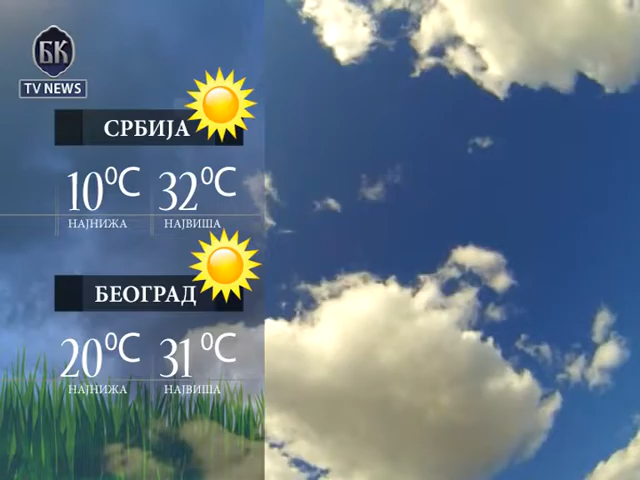 БК
TV NEWS
СРБИЈА
10°C 32°C
НАЈНИЖА НАЈВИША
БЕОГРАД
20°C 31°C
НАЈНИЖА НАЈВИША